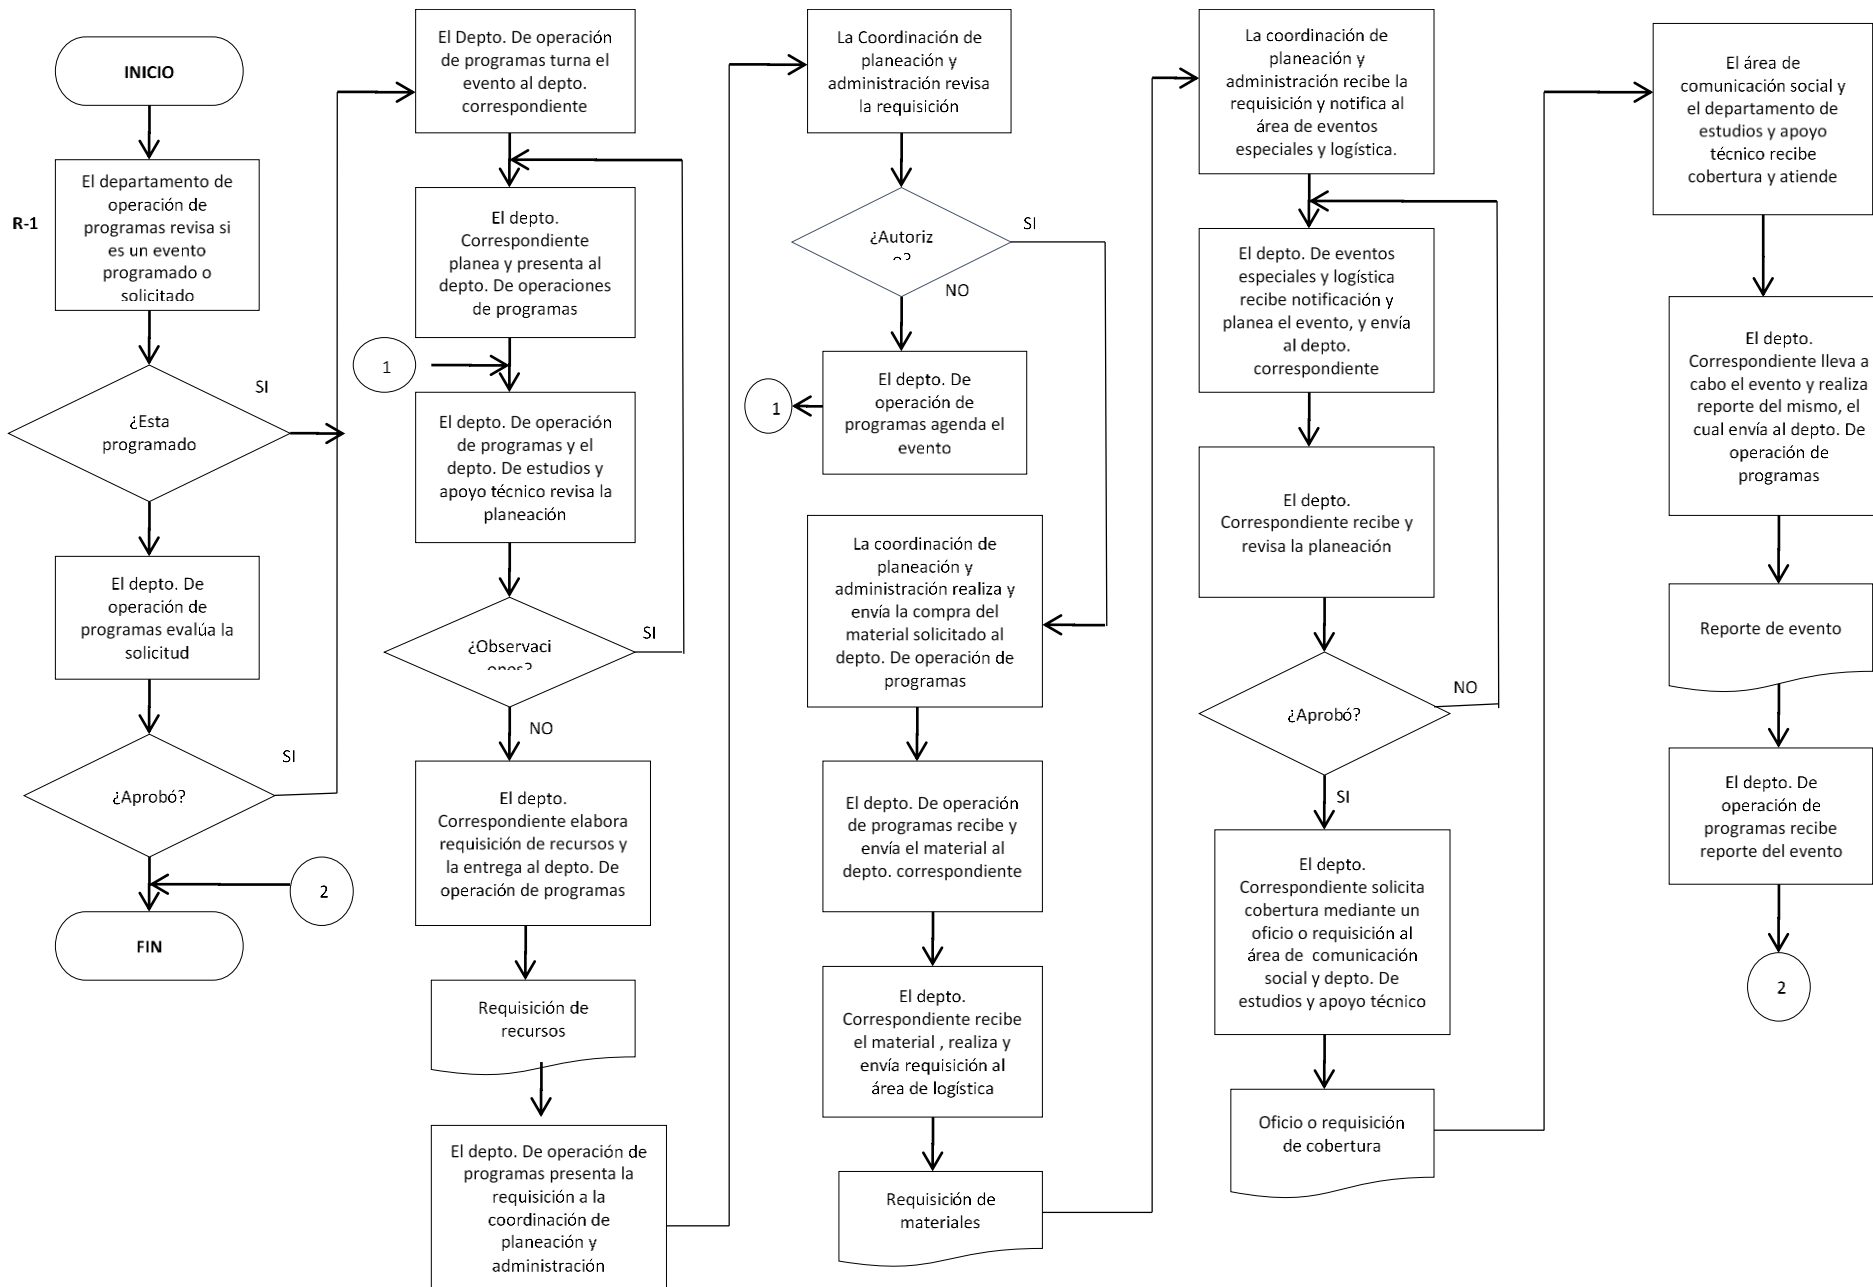 INICIO
R-1
El departamento de
operación de
programas revisa si
es un evento
programado o
solicitado
¿Esta
programado
SI
El depto. De
operación de
programas evalúa la
solicitud
¿Aprobó?
SI
2
FIN
El Depto. De operación
de programas turna el
evento al depto.
correspondiente
El depto.
Correspondiente
planea y presenta al
depto. De operaciones
de programas
1
El depto. De operación
de programas y el
depto. De estudios y
apoyo técnico revisa la
planeación
¿Observaci
ones?
SI
NO
El depto.
Correspondiente elabora
requisición de recursos y
la entrega al depto. De
operación de programas
Requisición de
recursos
El depto. De operación de
programas presenta la
requisición a la
coordinación de
planeación y
administración
La Coordinación de
planeación y
administración revisa
la requisición
¿Autoriz
o?
SI
NO
El depto. De
operación de
programas agenda el
evento
1
La coordinación de
planeación y
administración realiza y
envía la compra del
material solicitado al
depto. De operación de
programas
El depto. De operación
de programas recibe y
envía el material al
depto. correspondiente
El depto.
Correspondiente recibe
el material , realiza y
envía requisición al
área de logística
Requisición de
materiales
La coordinación de
planeación y
administración recibe la
requisición y notifica al
área de eventos
especiales y logística.
El depto. De eventos
especiales y logística
recibe notificación y
planea el evento, y envía
al depto.
correspondiente
El depto.
Correspondiente recibe y
revisa la planeación
¿Aprobó?
NO
SI
El depto.
Correspondiente solicita
cobertura mediante un
oficio o requisición al
área de comunicación
social y depto. De
estudios y apoyo técnico
Oficio o requisición
de cobertura
El área de
comunicación social y
el departamento de
estudios y apoyo
técnico recibe
cobertura y atiende
El depto.
Correspondiente lleva a
cabo el evento y realiza
reporte del mismo, el
cual envía al depto. De
operación de
programas
Reporte de evento
El depto. De
operación de
programas recibe
reporte del evento
2